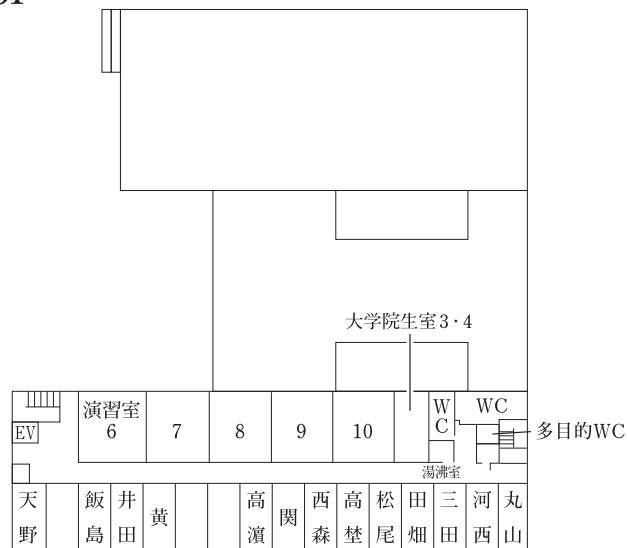 大学院生室3・4
演習室
6
7
8
9
10
WC
WC
EV
多目的WC
湯沸室
天野
飯島
井田
黄
高濵
関
西森
高埜
松尾
田畑
三田
河西
丸山